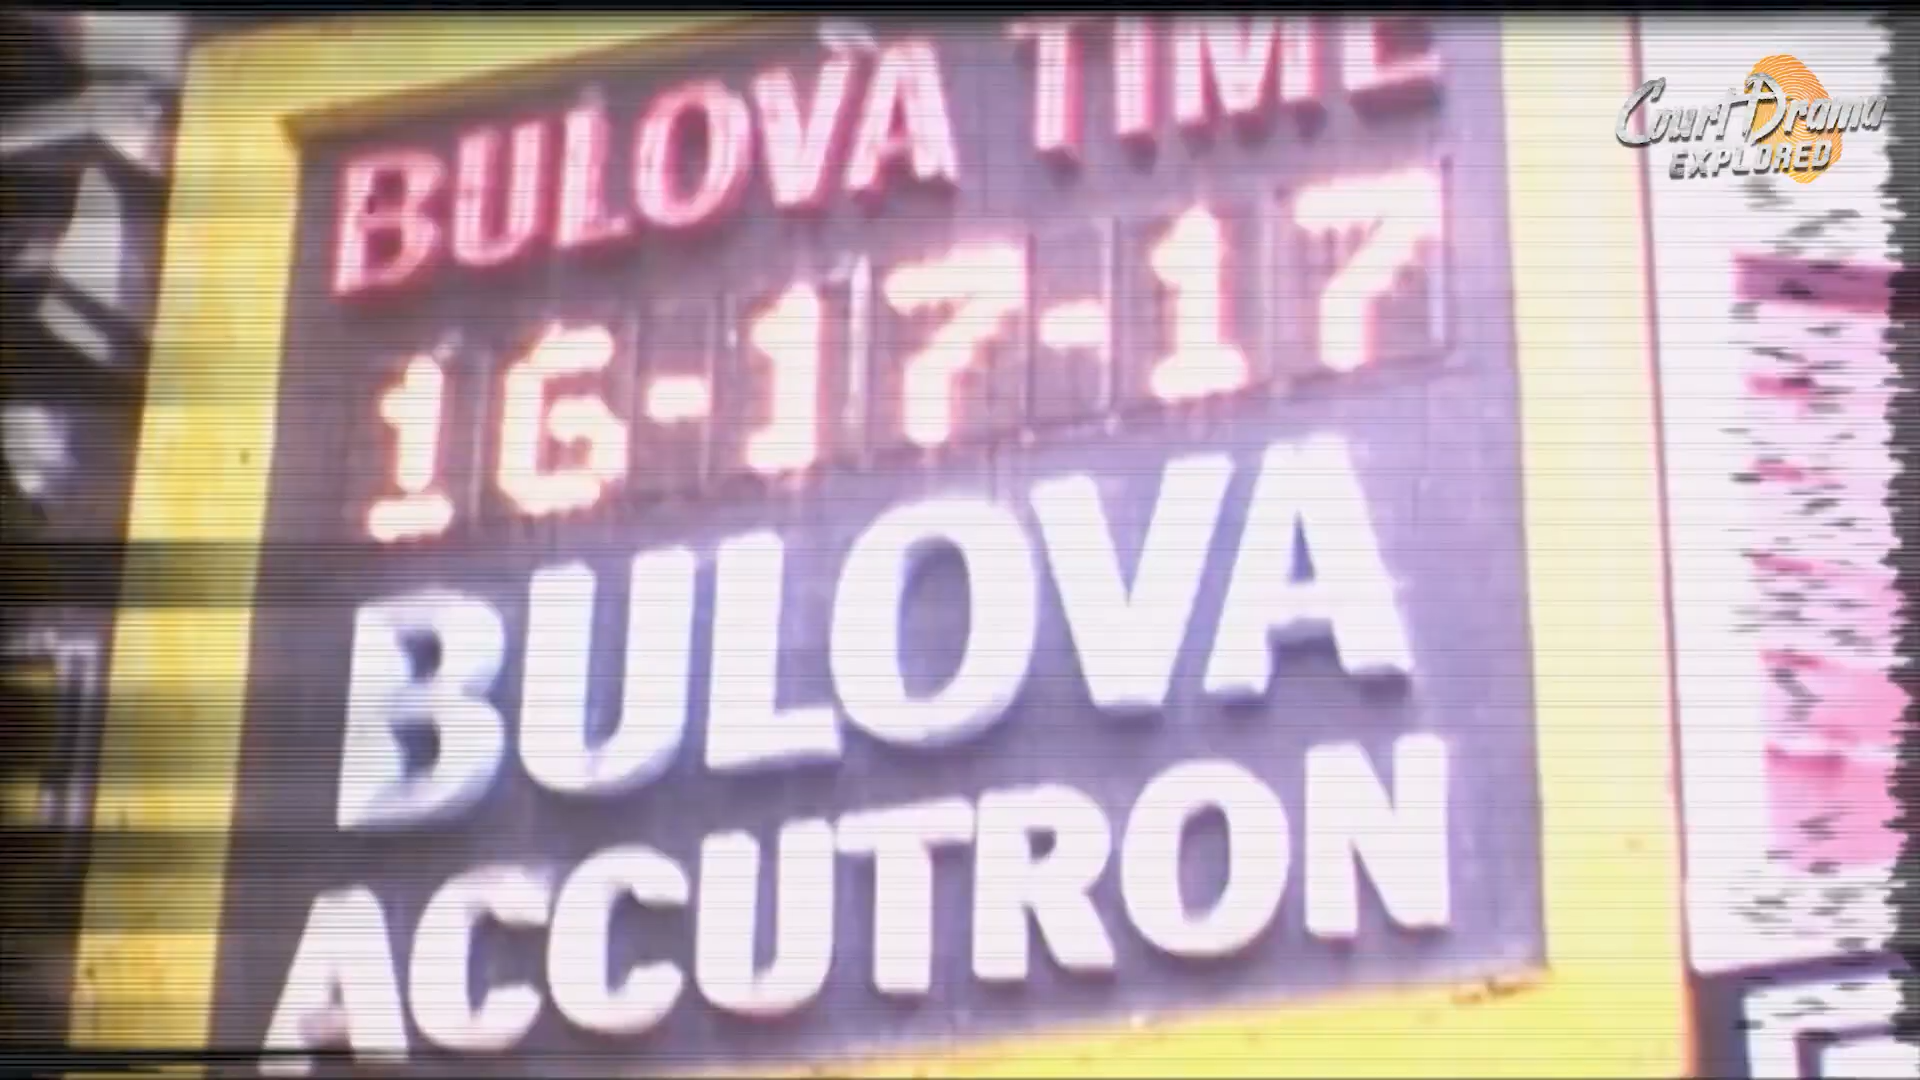 BULOVA TIME
16-17-17
BULOVA
ACCUTRON
Court Drama
EXPLORED